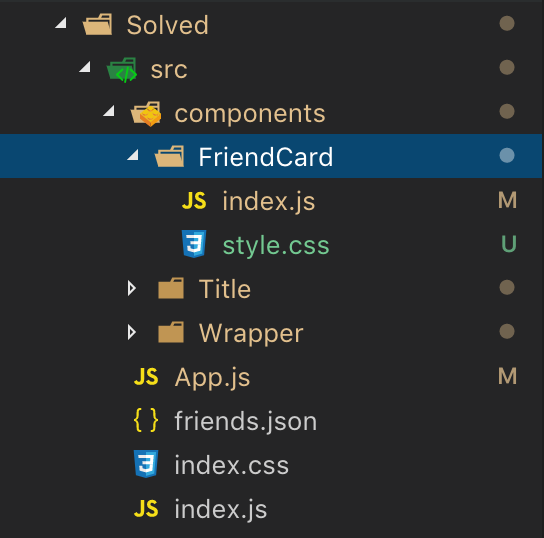 Solved
src
components
FriendCard
JS index.js M
style.css U
Title
Wrapper
JS App.js M
{ } friends.json
index.css
JS index.js